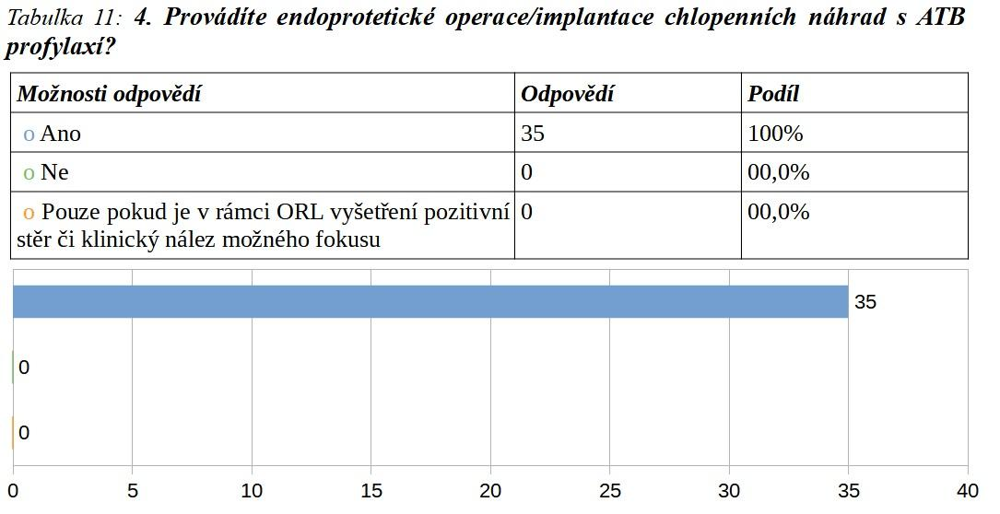 Tabulka 11: 4. Provádíte endoprotetické operace/implantace chlopenních náhrad s ATB
profylaxí?
Možnosti odpovědí Odpovědí Podíl
o Ano 35 100%
o Ne 0 00,0%
o Pouze pokud je v rámci ORL vyšetření pozitivní 0 00,0%
stěr či klinický nález možného fokusu
35
0
0
0 5 10 15 20 25 30 35 40